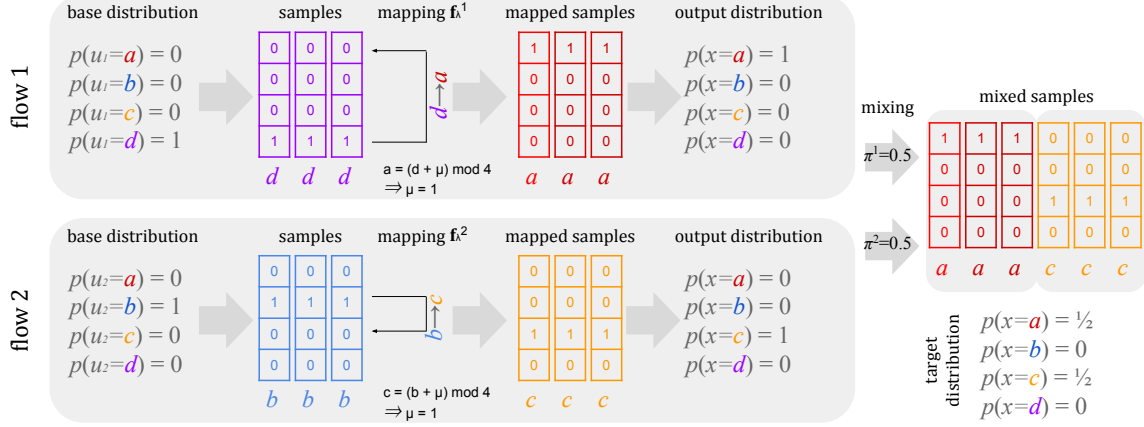 flow 1
base distribution
p(u₁=a) = 0
p(u₁=b) = 0
p(u₁=c) = 0
p(u₁=d) = 1
samples
0 0 0
0 0 0
0 0 0
1 1 1
d d d
mapping f_λ¹
d→a
a = (d + μ) mod 4
⇒ μ = 1
mapped samples
1 1 1
0 0 0
0 0 0
0 0 0
a a a
output distribution
p(x=a) = 1
p(x=b) = 0
p(x=c) = 0
p(x=d) = 0
flow 2
base distribution
p(u₂=a) = 0
p(u₂=b) = 1
p(u₂=c) = 0
p(u₂=d) = 0
samples
0 0 0
1 1 1
0 0 0
0 0 0
b b b
mapping f_λ²
b→c
c = (b + μ) mod 4
⇒ μ = 1
mapped samples
0 0 0
0 0 0
1 1 1
0 0 0
c c c
output distribution
p(x=a) = 0
p(x=b) = 0
p(x=c) = 1
p(x=d) = 0
mixing
π¹=0.5
π²=0.5
mixed samples
1 1 1 0 0 0
0 0 0 0 0 0
0 0 0 1 1 1
0 0 0 0 0 0
a a a c c c
target
distribution
p(x=a) = ½
p(x=b) = 0
p(x=c) = ½
p(x=d) = 0